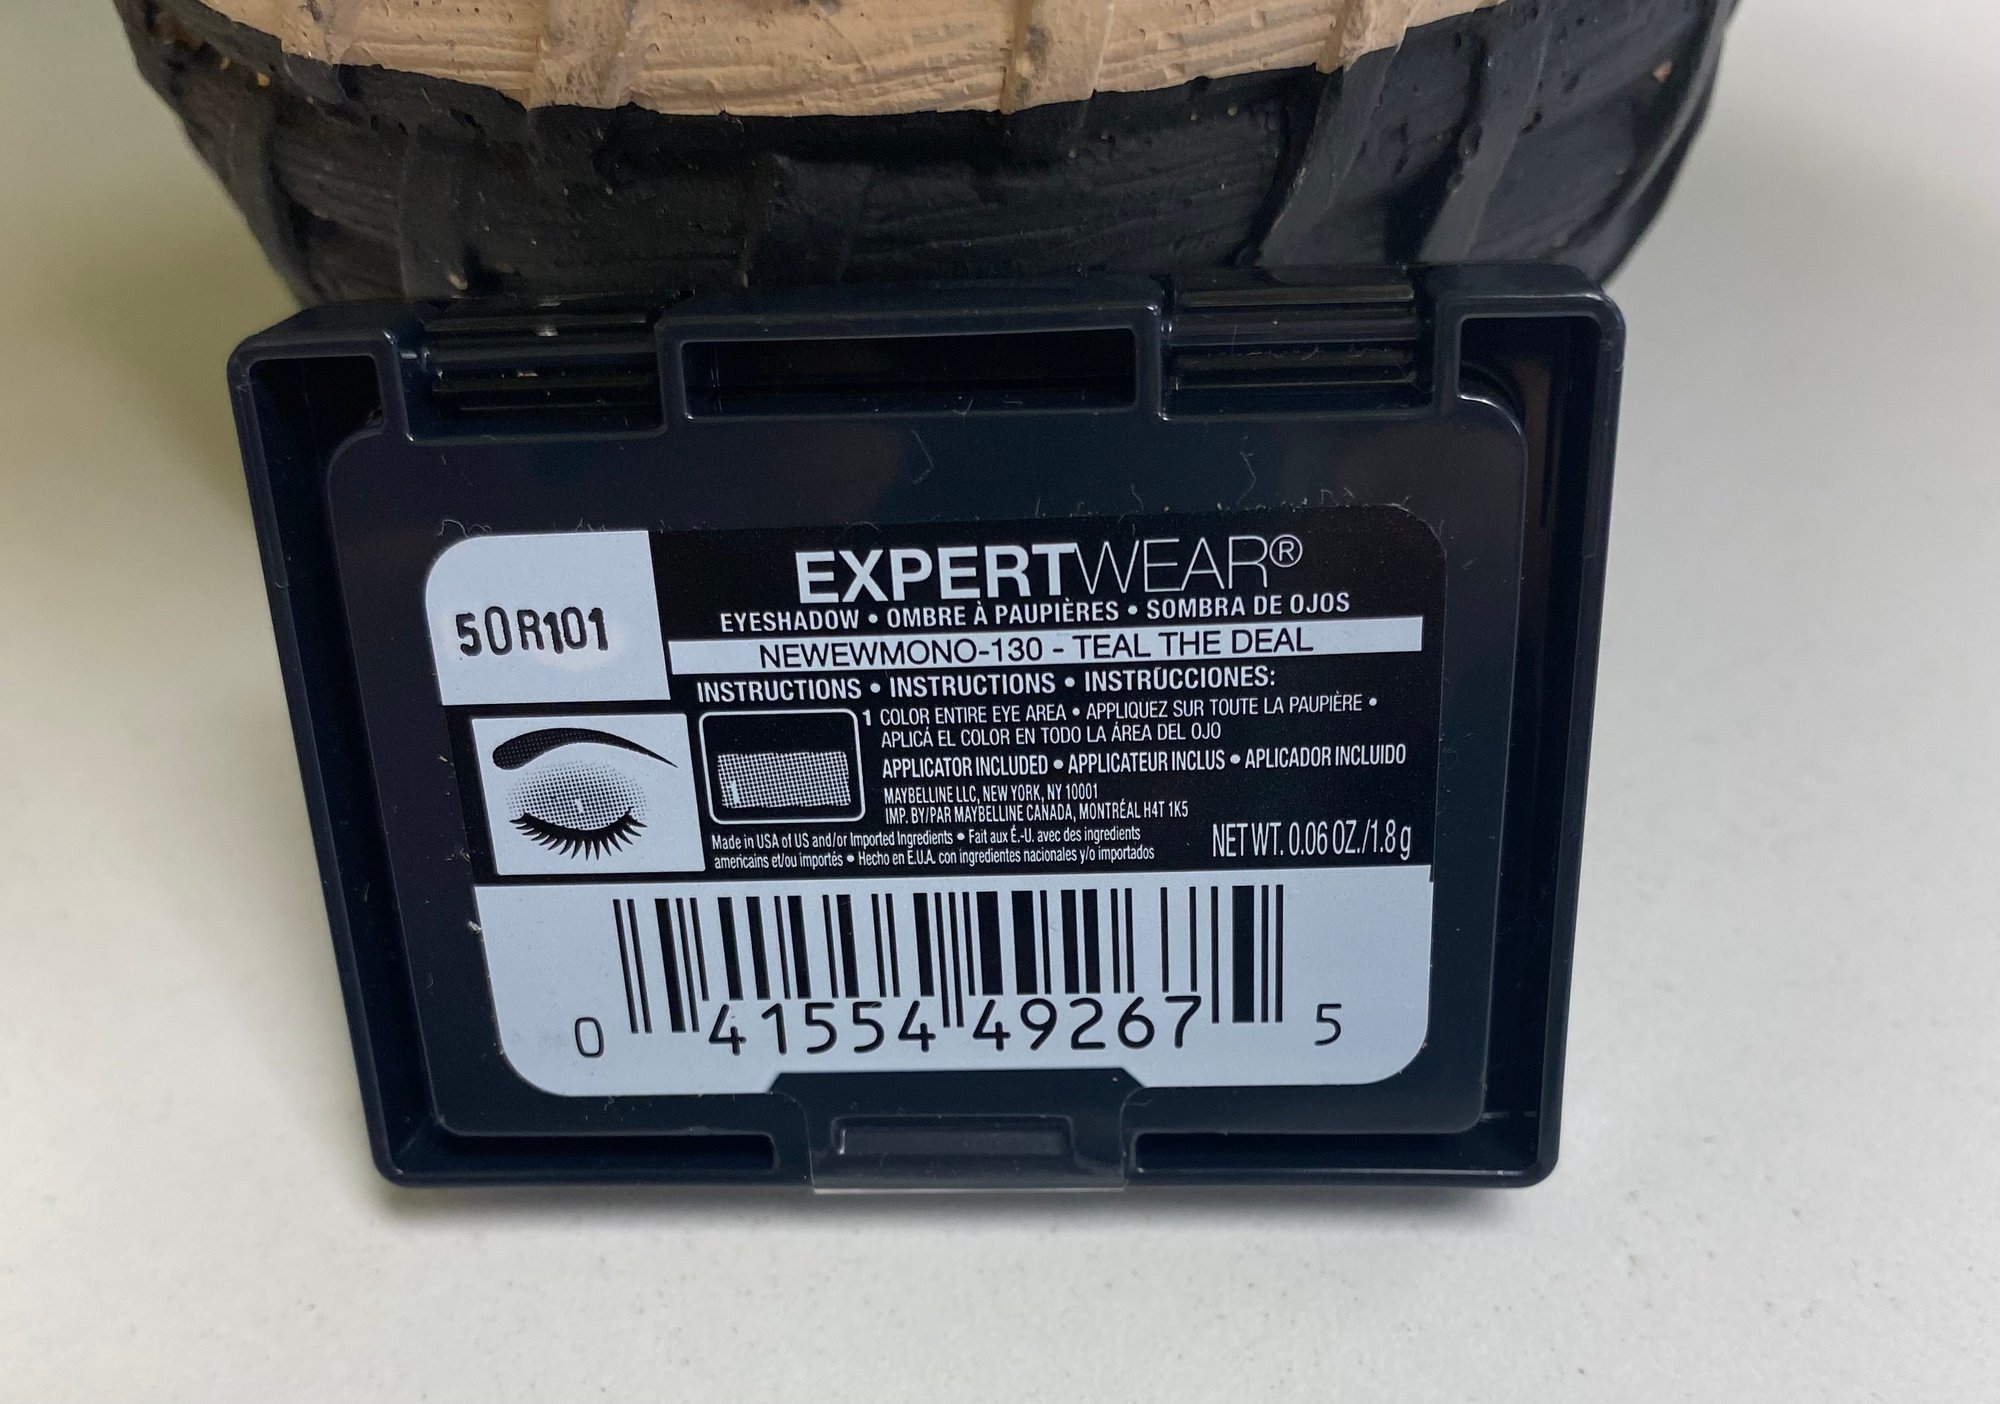 50R101
EXPERTWEAR®
EYESHADOW • OMBRE À PAUPIÈRES • SOMBRA DE OJOS
NEWEWMONO-130 - TEAL THE DEAL
INSTRUCTIONS • INSTRUCTIONS • INSTRÚCCIONES:
1 COLOR ENTIRE EYE AREA • APPLIQUEZ SUR TOUTE LA PAUPIÈRE •
APLICÁ EL COLOR EN TODO LA ÁREA DEL OJO
1
APPLICATOR INCLUDED • APPLICATEUR INCLUS • APLICADOR INCLUIDO
MAYBELLINE LLC, NEW YORK, NY 10001
IMP. BY/PAR MAYBELLINE CANADA, MONTRÉAL H4T 1K5
Made in USA of US and/or Imported Ingredients • Fait aux É.-U. avec des ingredients
americains et/ou importés • Hecho en E.U.A. con ingredientes nacionales y/o importados
NET WT. 0.06 OZ./1.8 g
1
0 41554 49267 5